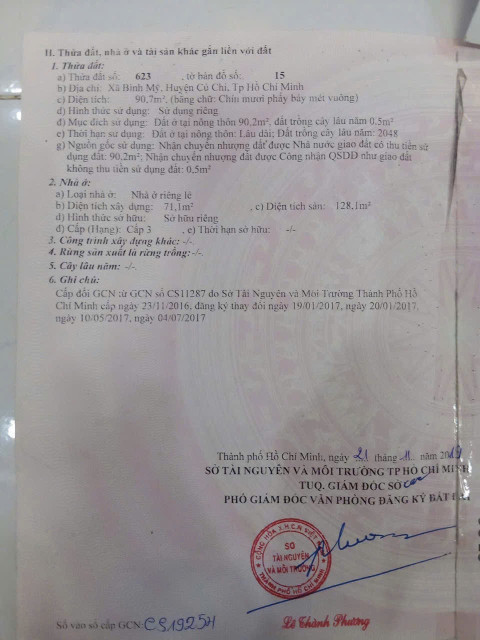 II. Thửa đất, nhà ở và tài sản khác gắn liền với đất
1. Thửa đất:
a) Thửa đất số: 623 , tờ bản đồ số: 15
b) Địa chỉ: Xã Bình Mỹ, Huyện Củ Chi, Tp Hồ Chí Minh
c) Diện tích: 90,7m², (bằng chữ: Chín mươi phẩy bảy mét vuông)
d) Hình thức sử dụng: Sử dụng riêng
đ) Mục đích sử dụng: Đất ở tại nông thôn 90,2m², đất trồng cây lâu năm 0.5m²
e) Thời hạn sử dụng: Đất ở tại nông thôn: Lâu dài; Đất trồng cây lâu năm: 2048
g) Nguồn gốc sử dụng: Nhận chuyển nhượng đất được Nhà nước giao đất có thu tiền sử
dụng đất: 90,2m²; Nhận chuyển nhượng đất được Công nhận QSDĐ như giao đất
không thu tiền sử dụng đất: 0,5m²
2. Nhà ở:
a) Loại nhà ở: Nhà ở riêng lẻ
b) Diện tích xây dựng: 71,1m² , c) Diện tích sàn: 128,1m²
d) Hình thức sở hữu: Sở hữu riêng
đ) Cấp (Hạng): Cấp 3 , e) Thời hạn sở hữu: -/-
3. Công trình xây dựng khác: -/-
4. Rừng sản xuất là rừng trồng: -/-
5. Cây lâu năm: -/-
6. Ghi chú:
Cấp đổi GCN từ GCN số CS11287 do Sở Tài Nguyên và Môi Trường Thành Phố Hồ
Chí Minh cấp ngày 23/11/2016, đăng ký thay đổi ngày 19/01/2017, ngày 20/01/2017,
ngày 10/05/2017, ngày 04/07/2017
Thành phố Hồ Chí Minh, ngày 21 tháng 11 năm 2019
SỞ TÀI NGUYÊN VÀ MÔI TRƯỜNG TP HỒ CHÍ MINH
TUQ. GIÁM ĐỐC SỞ
PHÓ GIÁM ĐỐC VĂN PHÒNG ĐĂNG KÝ ĐẤT ĐAI
CỘNG HÒA X.H.C.N VIỆT NAM
SỞ
TÀI NGUYÊN
VÀ MÔI TRƯỜNG
THÀNH PHỐ HỒ CHÍ MINH
Số vào sổ cấp GCN: CS19254
Lê Thành Phương